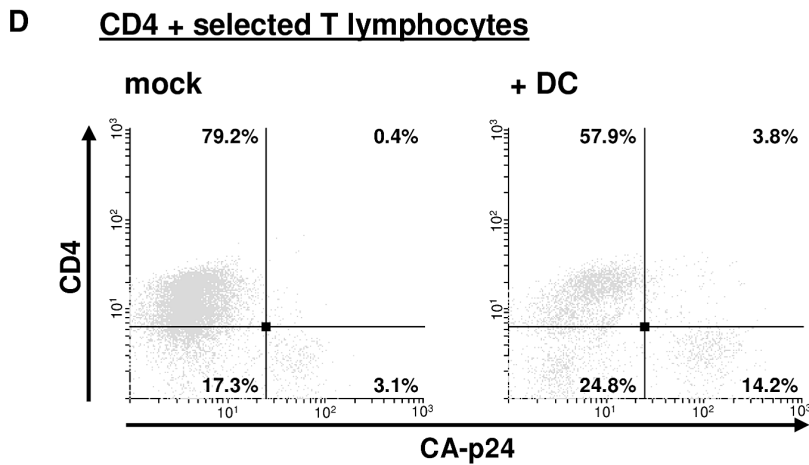 D
CD4 + selected T lymphocytes
mock
+ DC
79.2% 0.4%
57.9% 3.8%
CD4
10³
10²
10¹
10³
10²
10¹
17.3% 3.1%
24.8% 14.2%
10¹ 10² 10³
10¹ 10² 10³
CA-p24